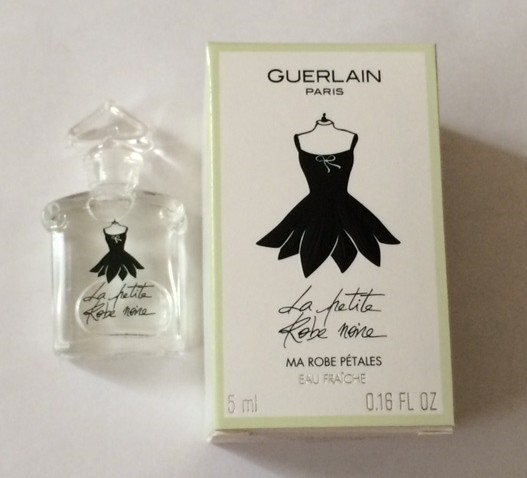 GUERLAIN
PARIS
La petite
Robe noire
MA ROBE PÉTALES
EAU FRAÎCHE
5 ml 0.16 FL OZ
La petite
Robe noire